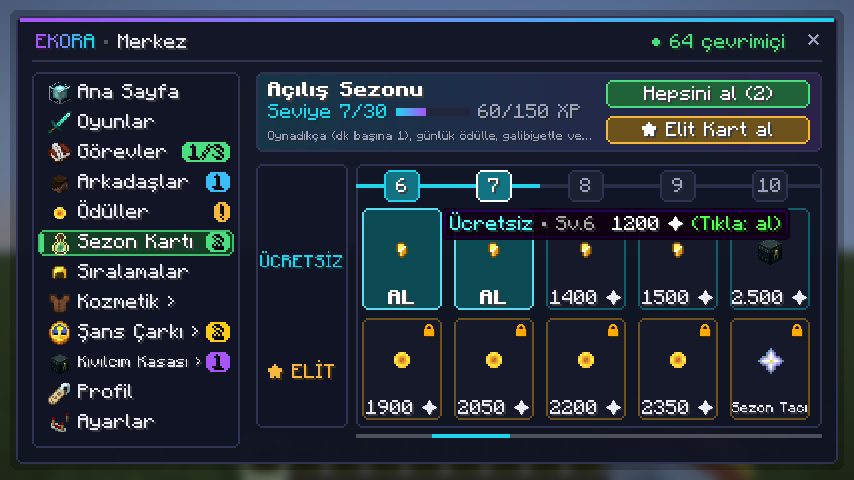 EKORA · Merkez
64 çevrimiçi ×
Ana Sayfa
Oyunlar
Görevler 1/3
Arkadaşlar 1
Ödüller !
Sezon Kartı 2
Sıralamalar
Kozmetik >
Şans Çarkı > 2
Kıvılcım Kasası > 1
Profil
Ayarlar
Açılış Sezonu
Seviye 7/30 60/150 XP
Oynadıkça (dk başına 1), günlük ödülle, galibiyetle ve...
Hepsini al (2)
Elit Kart al
6 7 8 9 10
Ücretsiz · Sv.6 1200 (Tıkla: al)
ÜCRETSİZ
AL AL 1400 1500 2.500
ELİT
1900 2050 2200 2350 Sezon Tacı